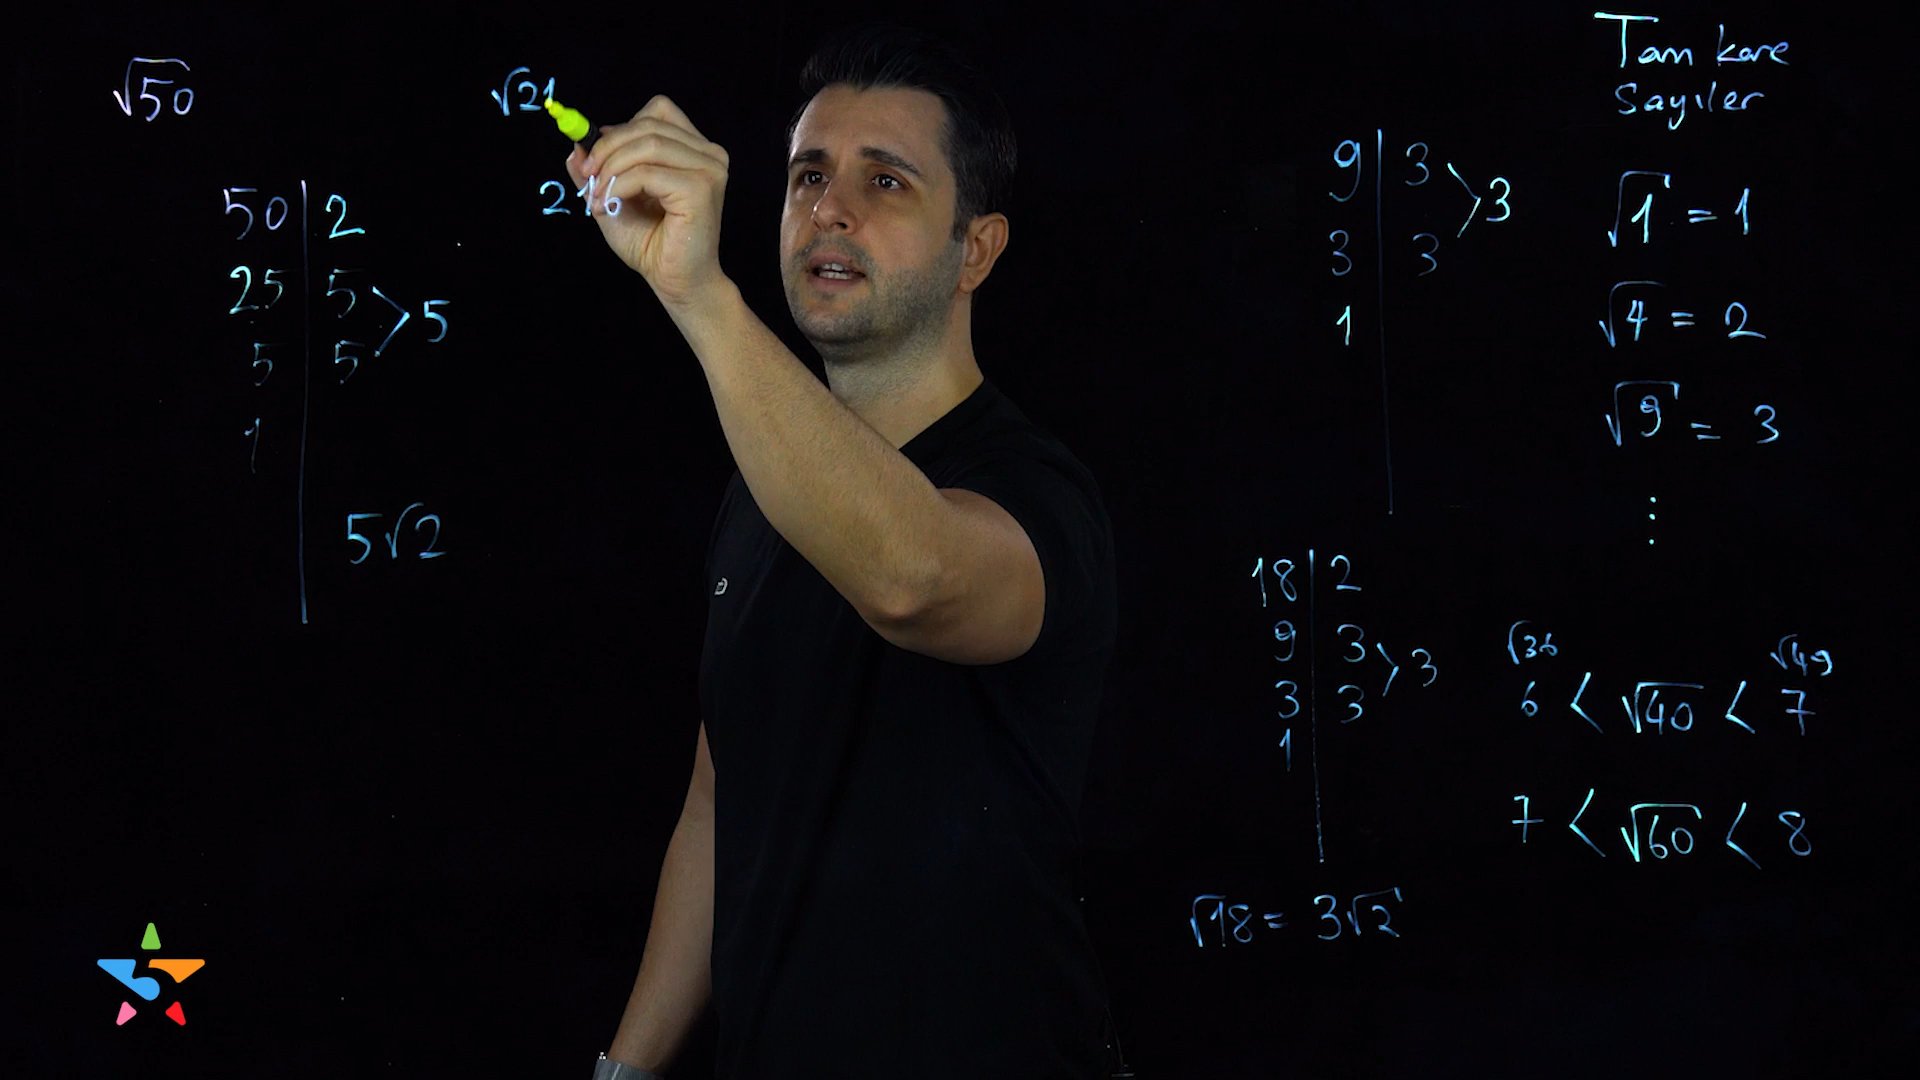 √50
50 | 2
25 | 5 > 5
5 | 5
1
5√2
√21
216
9 | 3 > 3
3 | 3
1
18 | 2
9 | 3 > 3
3 | 3
1
√18 = 3√2
Tam kare
Sayılar
√1 = 1
√4 = 2
√9 = 3
⋮
√36 √49
6 < √40 < 7
7 < √60 < 8
5